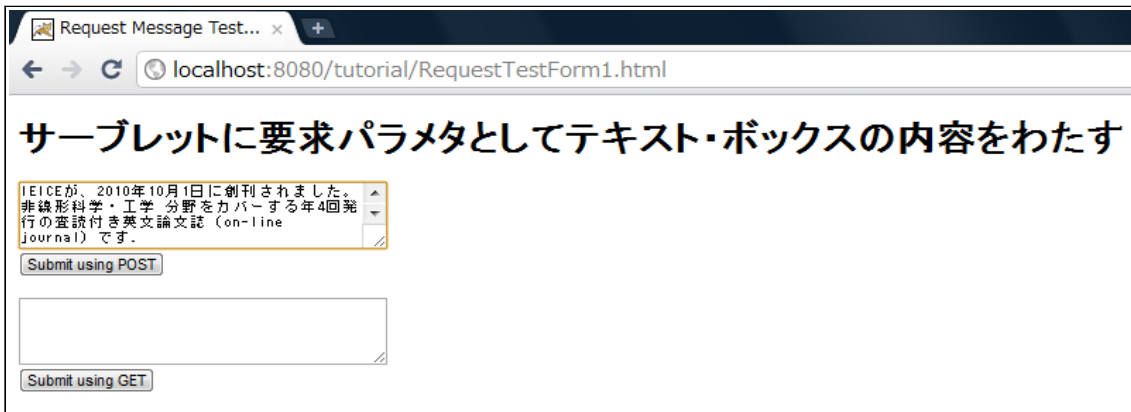 Request Message Test...
localhost:8080/tutorial/RequestTestForm1.html
サーブレットに要求パラメタとしてテキスト・ボックスの内容をわたす
IEICEが、2010年10月1日に創刊されました。
非線形科学・工学 分野をカバーする年4回発
行の査読付き英文論文誌（on-line
journal）です.
Submit using POST
Submit using GET